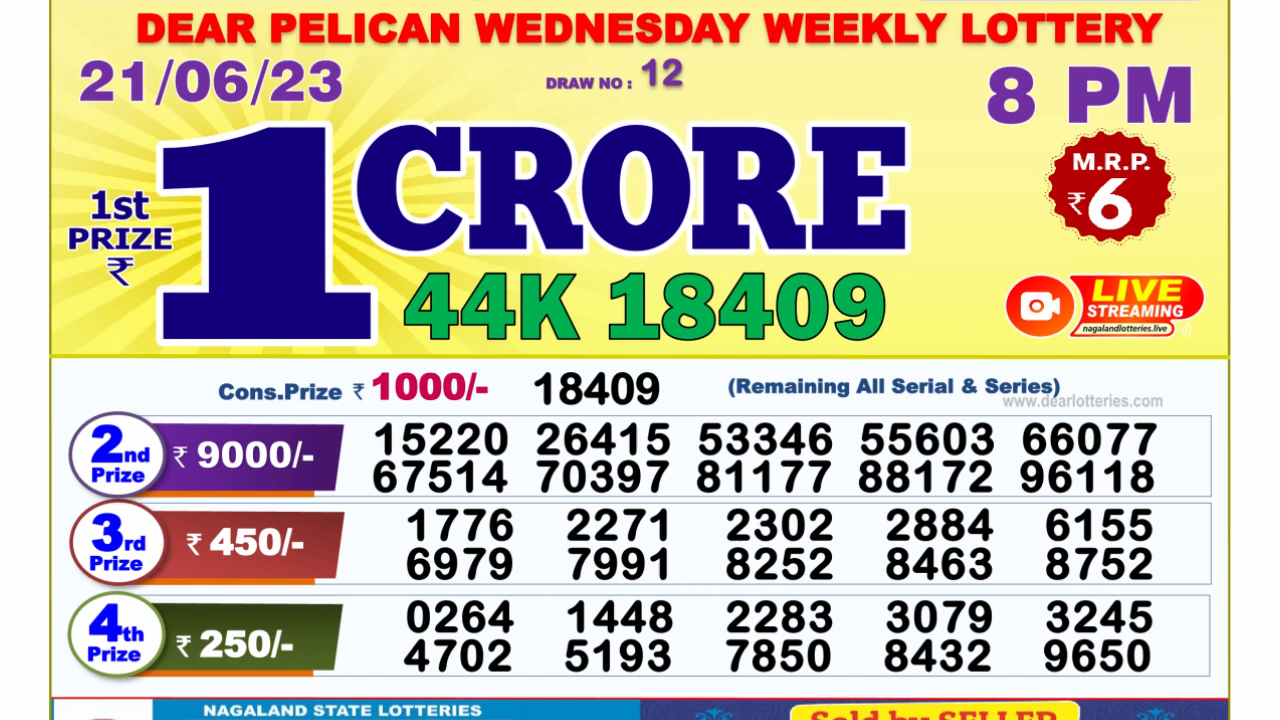 DEAR PELICAN WEDNESDAY WEEKLY LOTTERY
21/06/23
DRAW NO : 12
8 PM
1st
PRIZE
₹
1 CRORE
M.R.P.
₹ 6
44K 18409
LIVE
STREAMING
nagalandlotteries.live
Cons.Prize ₹ 1000/- 18409 (Remaining All Serial & Series)
www.dearlotteries.com
2nd
Prize
₹ 9000/-
15220 26415 53346 55603 66077
67514 70397 81177 88172 96118
3rd
Prize
₹ 450/-
1776 2271 2302 2884 6155
6979 7991 8252 8463 8752
4th
Prize
₹ 250/-
0264 1448 2283 3079 3245
4702 5193 7850 8432 9650
NAGALAND STATE LOTTERIES
Sold by SELLER